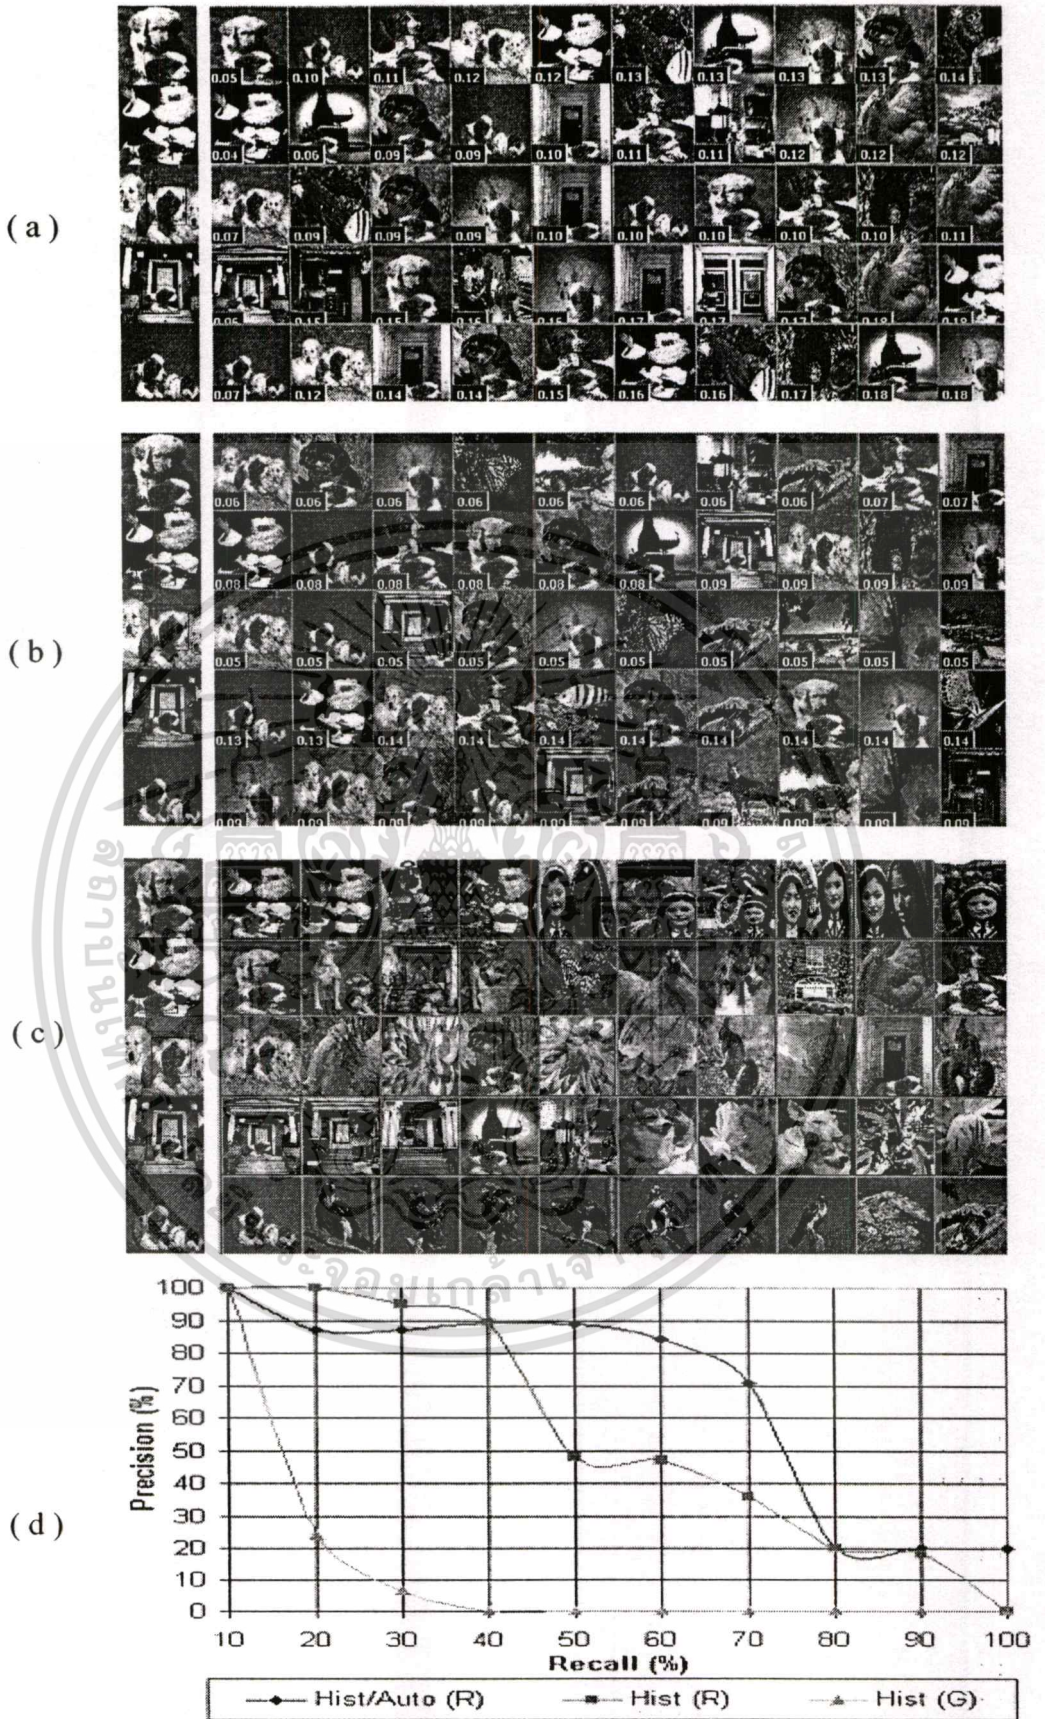 0.05 0.10 0.11 0.12 0.12 0.13 0.13 0.13 0.13 0.14
0.04 0.06 0.09 0.09 0.10 0.11 0.11 0.12 0.12 0.12
( a )
0.07 0.09 0.09 0.09 0.10 0.10 0.10 0.10 0.10 0.11
0.07 0.12 0.14 0.14 0.15 0.16 0.16 0.17 0.18 0.18
0.06 0.06 0.06 0.06 0.06 0.06 0.06 0.06 0.07 0.07
0.08 0.08 0.08 0.08 0.08 0.08 0.09 0.09 0.09 0.09
( b )
0.05 0.05 0.05 0.05 0.05 0.05 0.05 0.05 0.05 0.05
0.13 0.13 0.14 0.14 0.14 0.14 0.14 0.14 0.14 0.14
( c )
( d )
Precision (%)
100
90
80
70
60
50
40
30
20
10
0
10 20 30 40 50 60 70 80 90 100
Recall (%)
Hist/Auto (R) Hist (R) Hist (G)